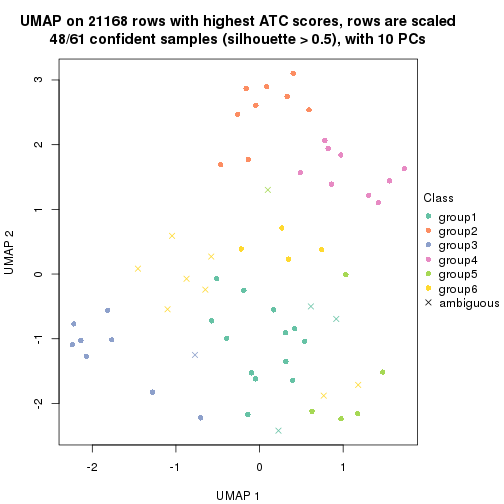 UMAP on 21168 rows with highest ATC scores, rows are scaled
48/61 confident samples (silhouette > 0.5), with 10 PCs
3
2
1
0
-1
-2
UMAP 2
-2
-1
0
1
UMAP 1
Class
group1
group2
group3
group4
group5
group6
ambiguous